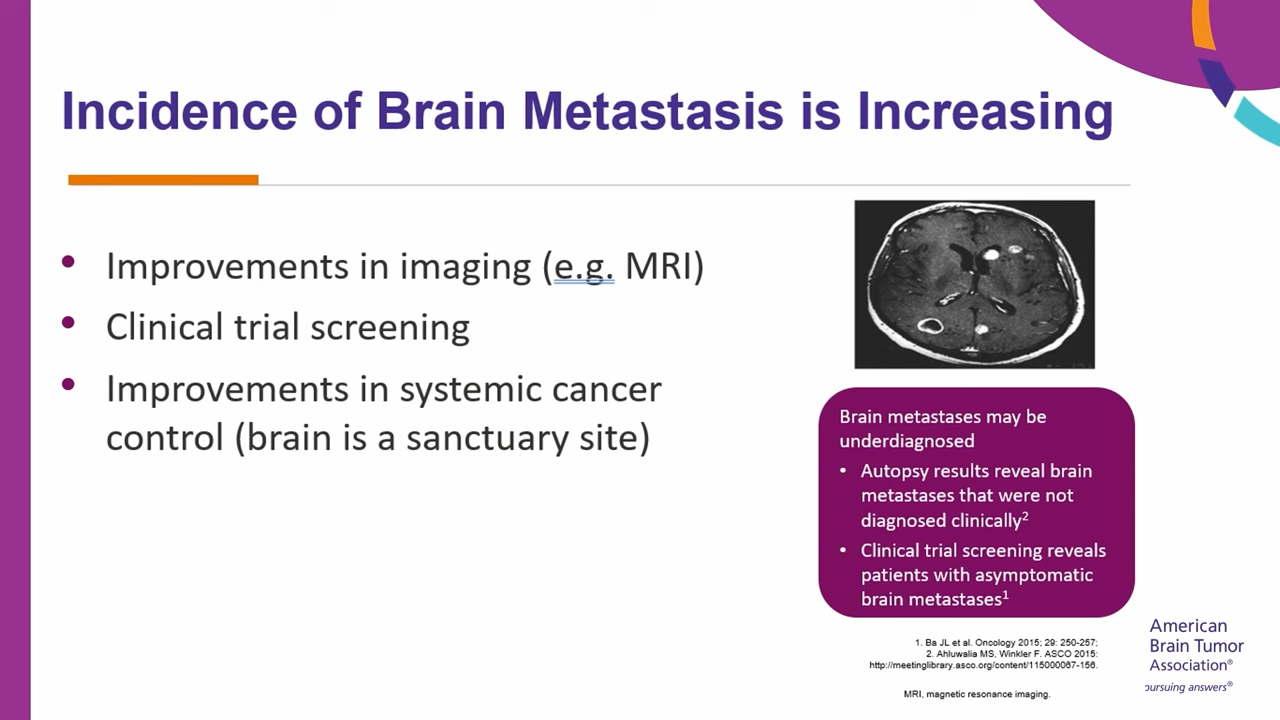 Incidence of Brain Metastasis is Increasing
• Improvements in imaging (e.g. MRI)
• Clinical trial screening
• Improvements in systemic cancer
control (brain is a sanctuary site)
Brain metastases may be
underdiagnosed
• Autopsy results reveal brain
metastases that were not
diagnosed clinically²
• Clinical trial screening reveals
patients with asymptomatic
brain metastases¹
1. Ba JL et al. Oncology 2015; 29: 250-257;
2. Ahluwalia MS, Winkler F. ASCO 2015:
http://meetinglibrary.asco.org/content/115000067-156.
MRI, magnetic resonance imaging.
American
Brain Tumor
Association®
pursuing answers®